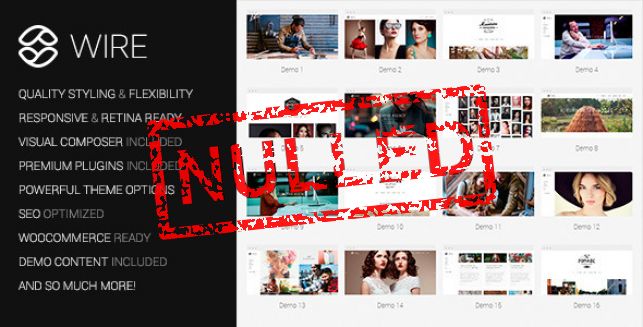 WIRE
QUALITY STYLING & FLEXIBILITY
RESPONSIVE & RETINA READY
VISUAL COMPOSER INCLUDED
PREMIUM PLUGINS INCLUDED
POWERFUL THEME OPTIONS
SEO OPTIMIZED
WOOCOMMERCE READY
DEMO CONTENT INCLUDED
AND SO MUCH MORE!
Demo 1
Demo 2
Demo 3
Demo 4
NULLED
Demo 8
Demo 9
Demo 10
Demo 11
Demo 12
Demo 13
Demo 14
Demo 15
Demo 16